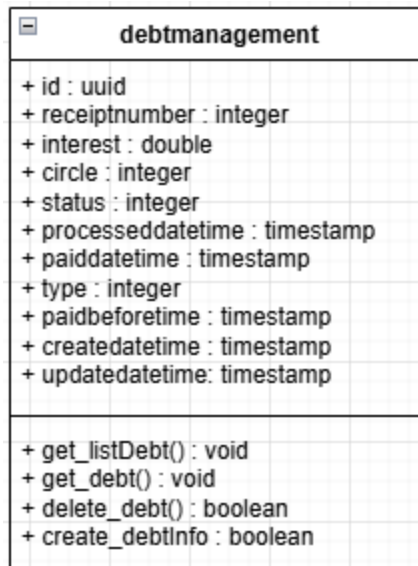 debtmanagement
+ id : uuid
+ receiptnumber : integer
+ interest : double
+ circle : integer
+ status : integer
+ processeddatetime : timestamp
+ paiddatetime : timestamp
+ type : integer
+ paidbeforetime : timestamp
+ createdatetime : timestamp
+ updatedatetime: timestamp
+ get_listDebt() : void
+ get_debt() : void
+ delete_debt() : boolean
+ create_debtInfo : boolean